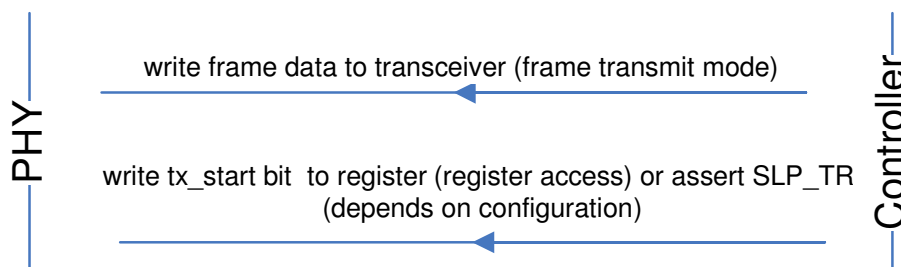 PHY
write frame data to transceiver (frame transmit mode)
write tx_start bit to register (register access) or assert SLP_TR
(depends on configuration)
Controller